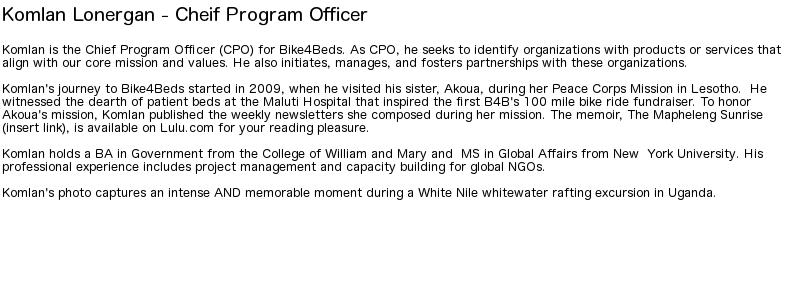 Komlan Lonergan - Cheif Program Officer
Komlan is the Chief Program Officer (CPO) for Bike4Beds. As CPO, he seeks to identify organizations with products or services that
align with our core mission and values. He also initiates, manages, and fosters partnerships with these organizations.
Komlan's journey to Bike4Beds started in 2009, when he visited his sister, Akoua, during her Peace Corps Mission in Lesotho.  He
witnessed the dearth of patient beds at the Maluti Hospital that inspired the first B4B's 100 mile bike ride fundraiser. To honor
Akoua's mission, Komlan published the weekly newsletters she composed during her mission. The memoir, The Mapheleng Sunrise
(insert link), is available on Lulu.com for your reading pleasure.
Komlan holds a BA in Government from the College of William and Mary and  MS in Global Affairs from New  York University. His
professional experience includes project management and capacity building for global NGOs.
Komlan's photo captures an intense AND memorable moment during a White Nile whitewater rafting excursion in Uganda.